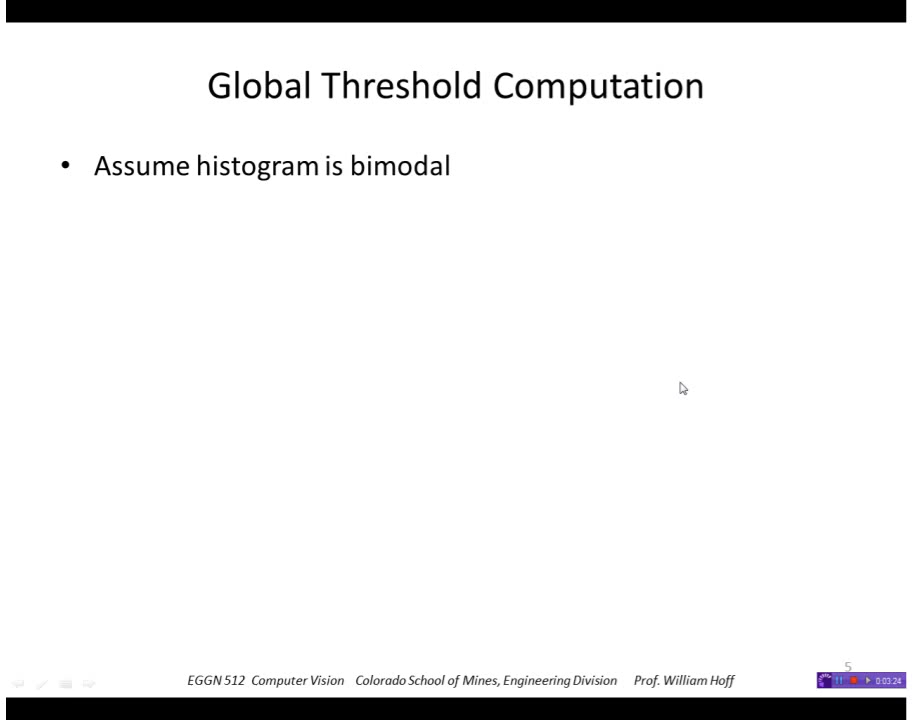 Global Threshold Computation
• Assume histogram is bimodal
5
EGGN 512 Computer Vision Colorado School of Mines, Engineering Division Prof. William Hoff
0:03:24